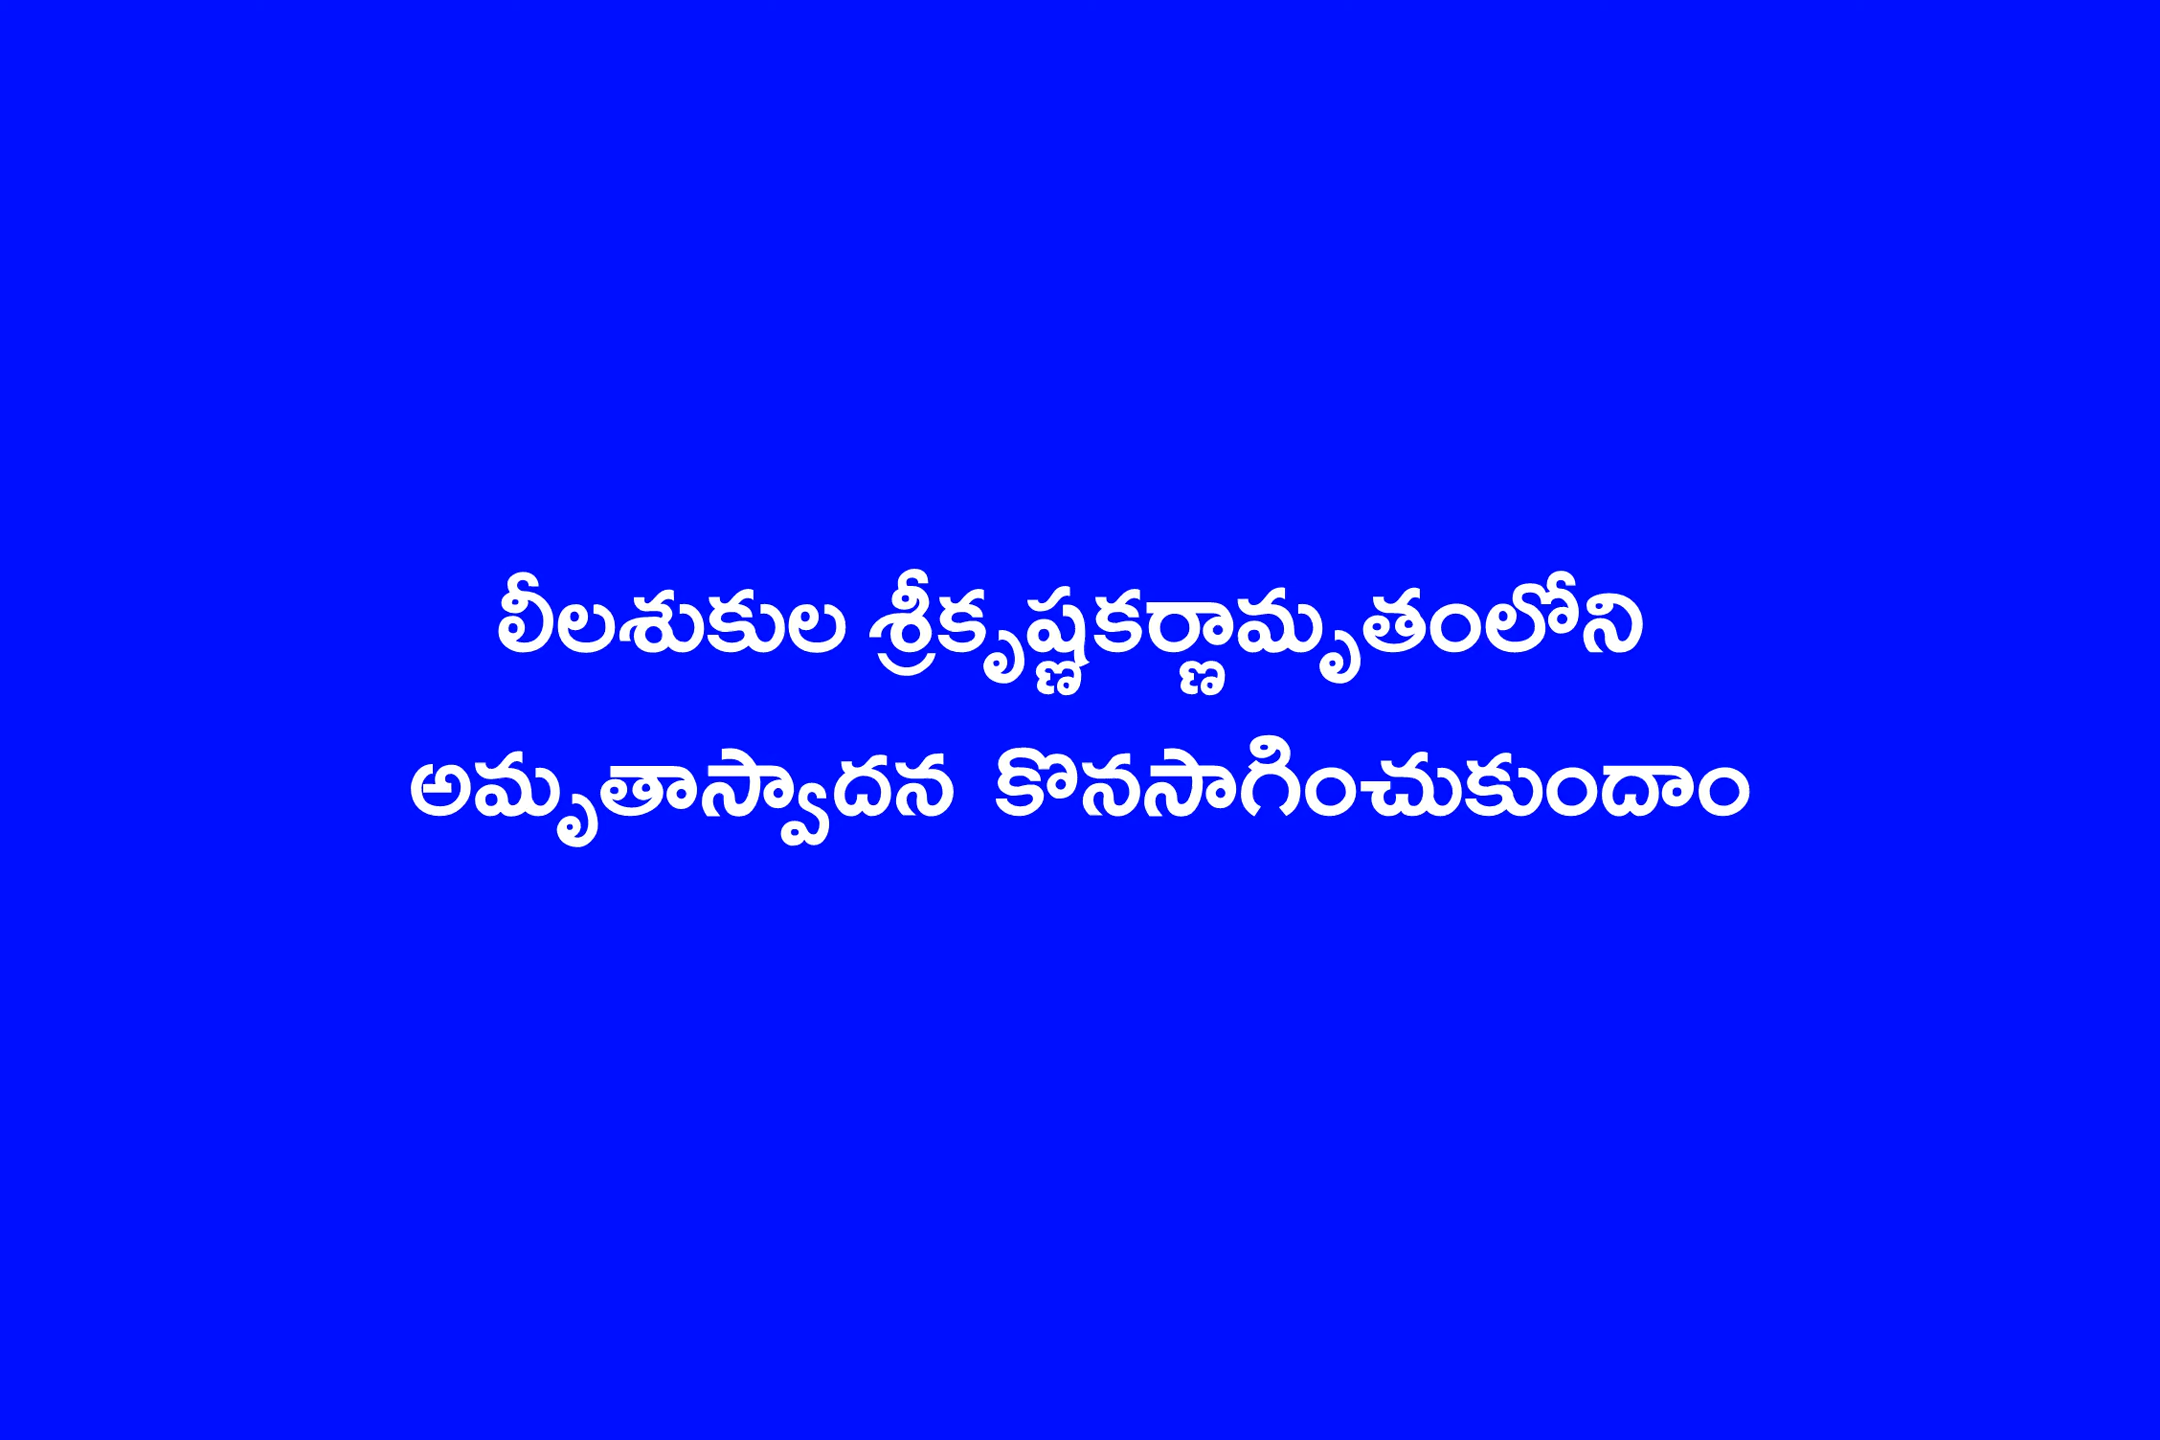 లీలశుకుల శ్రీకృష్ణకర్ణామృతంలోని
అమృతాస్వాదన  కొనసాగించుకుందాం